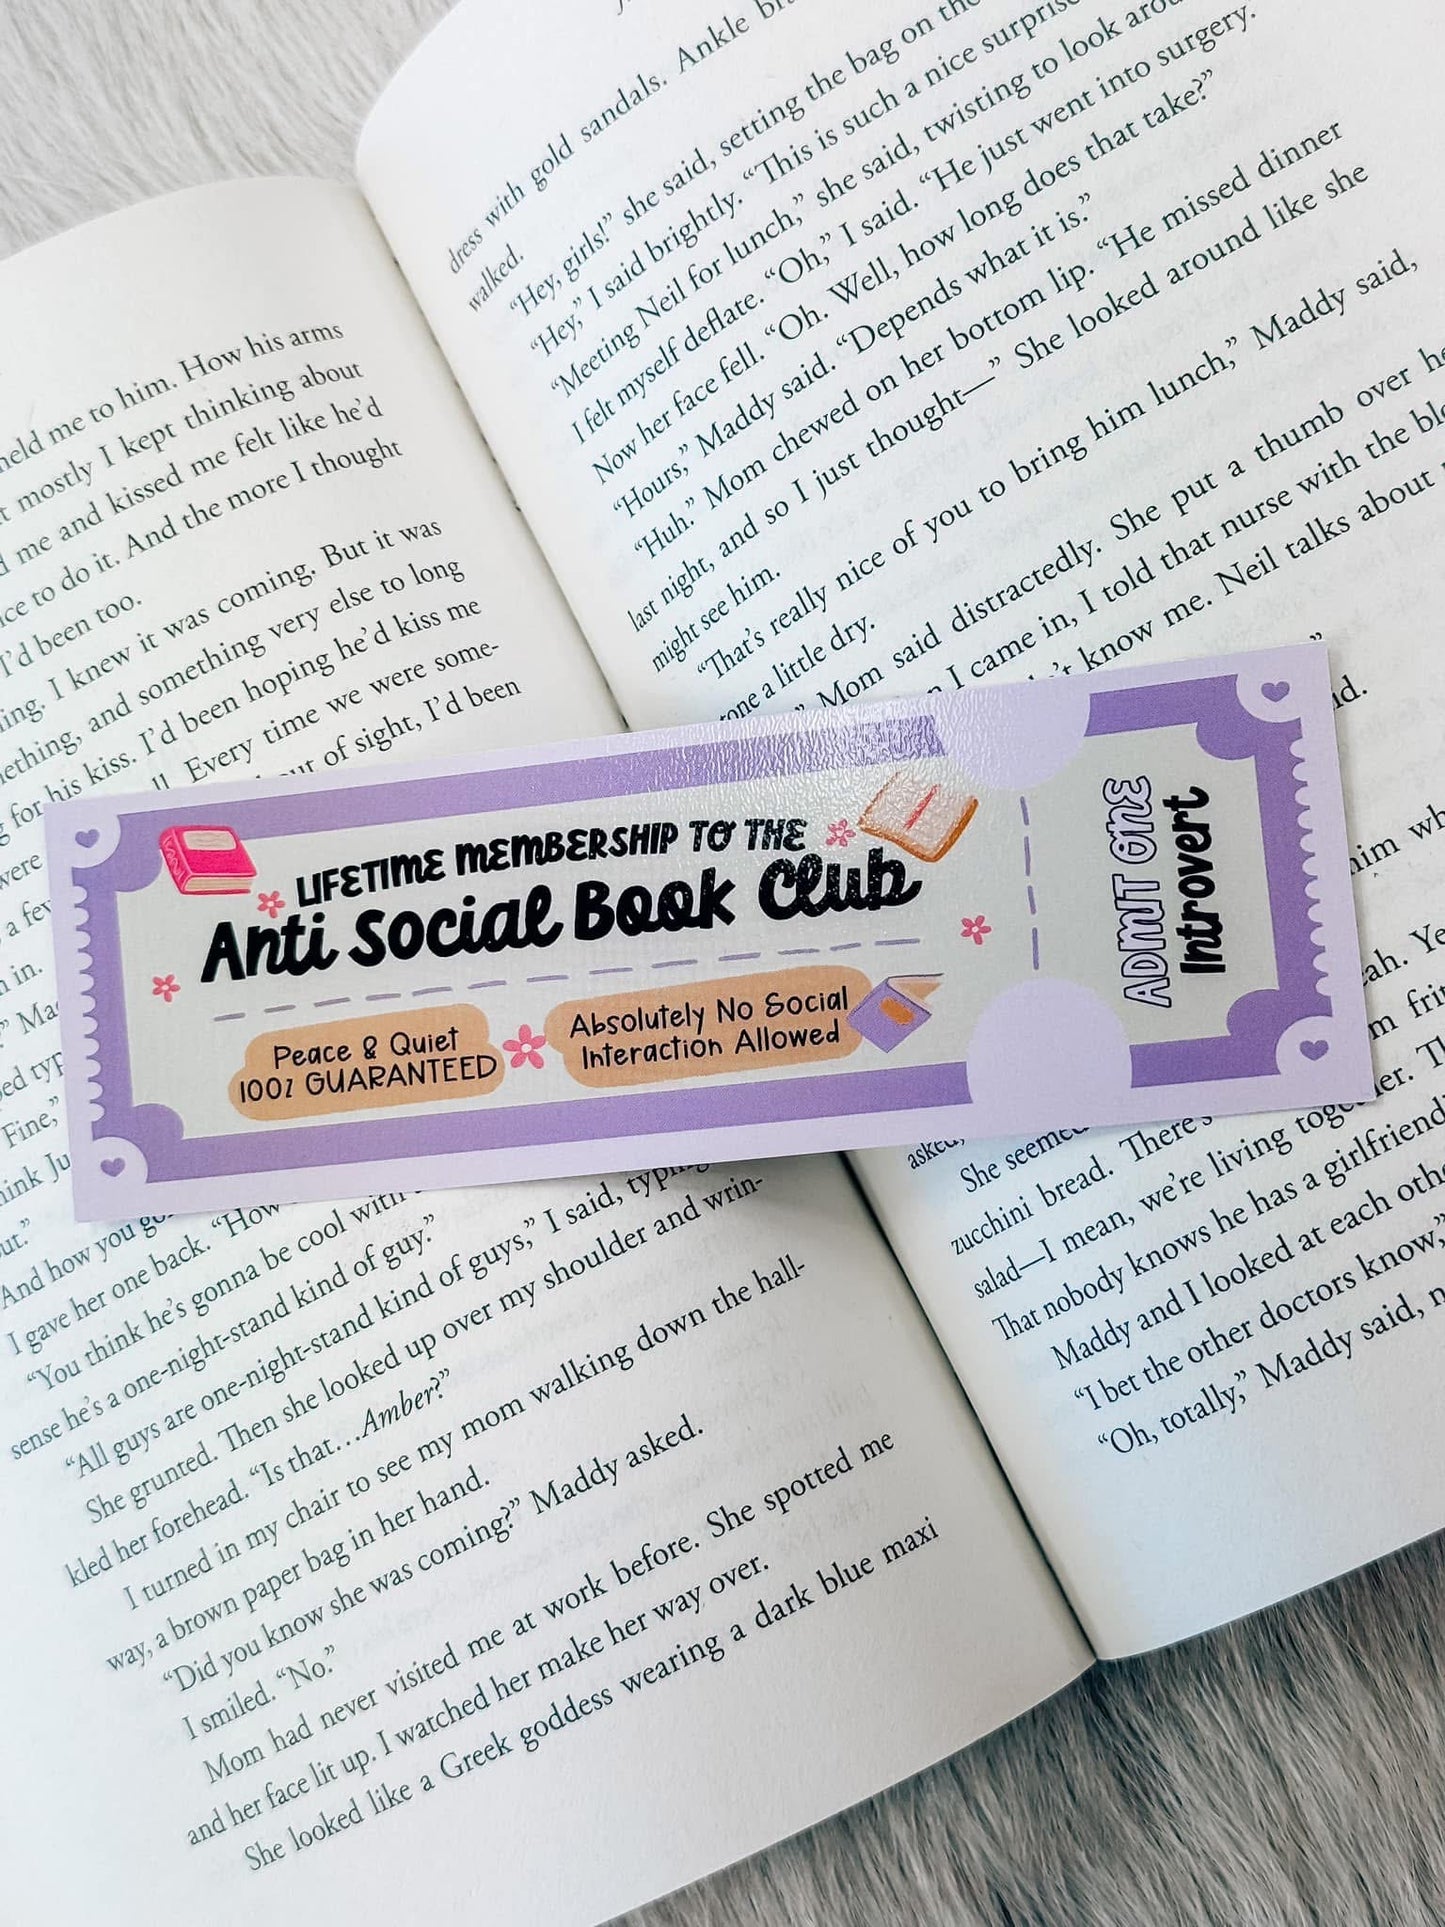 held me to him. How his arms
mostly I kept thinking about
me and kissed me felt like he'd
to do it. And the more I thought
I'd been too.
I knew it was coming. But it was
and something very else to long
for his kiss. I'd been hoping he'd kiss me
Every time we were some-
out of sight, I'd been
were
a few
in.
Fine,"
And how you
I gave her one back. "How
"You think he's gonna be cool with
sense he's a one-night-stand kind of guy."
"All guys are one-night-stand kind of guys," I said, typing
She grunted. Then she looked up over my shoulder and wrin-
kled her forehead. "Is that…Amber?"
I turned in my chair to see my mom walking down the hall-
way, a brown paper bag in her hand.
"Did you know she was coming?" Maddy asked.
I smiled. "No."
Mom had never visited me at work before. She spotted me
and her face lit up. I watched her make her way over.
She looked like a Greek goddess wearing a dark blue maxi
dress with gold sandals. Ankle
walked.
"Hey, girls!" she said, setting the bag on the
"Hey," I said brightly. "This is such a nice surprise
"Meeting Neil for lunch," she said, twisting to look
I felt myself deflate. "Oh," I said. "He just went into surgery.
Now her face fell. "Oh. Well, how long does that take?"
"Hours," Maddy said. "Depends what it is."
"Huh." Mom chewed on her bottom lip. "He missed dinner
last night, and so I just thought—" She looked around like she
might see him.
"That's really nice of you to bring him lunch," Maddy said,
tone a little dry.
Mom said distractedly. She put a thumb over
I came in, I told that nurse with the
know me. Neil talks about
him
asked,
She seemed
zucchini bread. There's
salad—I mean, we're living together.
That nobody knows he has a girlfriend
Maddy and I looked at each
"I bet the other doctors know,"
"Oh, totally," Maddy said,
LIFETIME MEMBERSHIP TO THE
Anti Social Book Club
Peace & Quiet
100% GUARANTEED
Absolutely No Social
Interaction Allowed
ADMIT ONE
Introvert